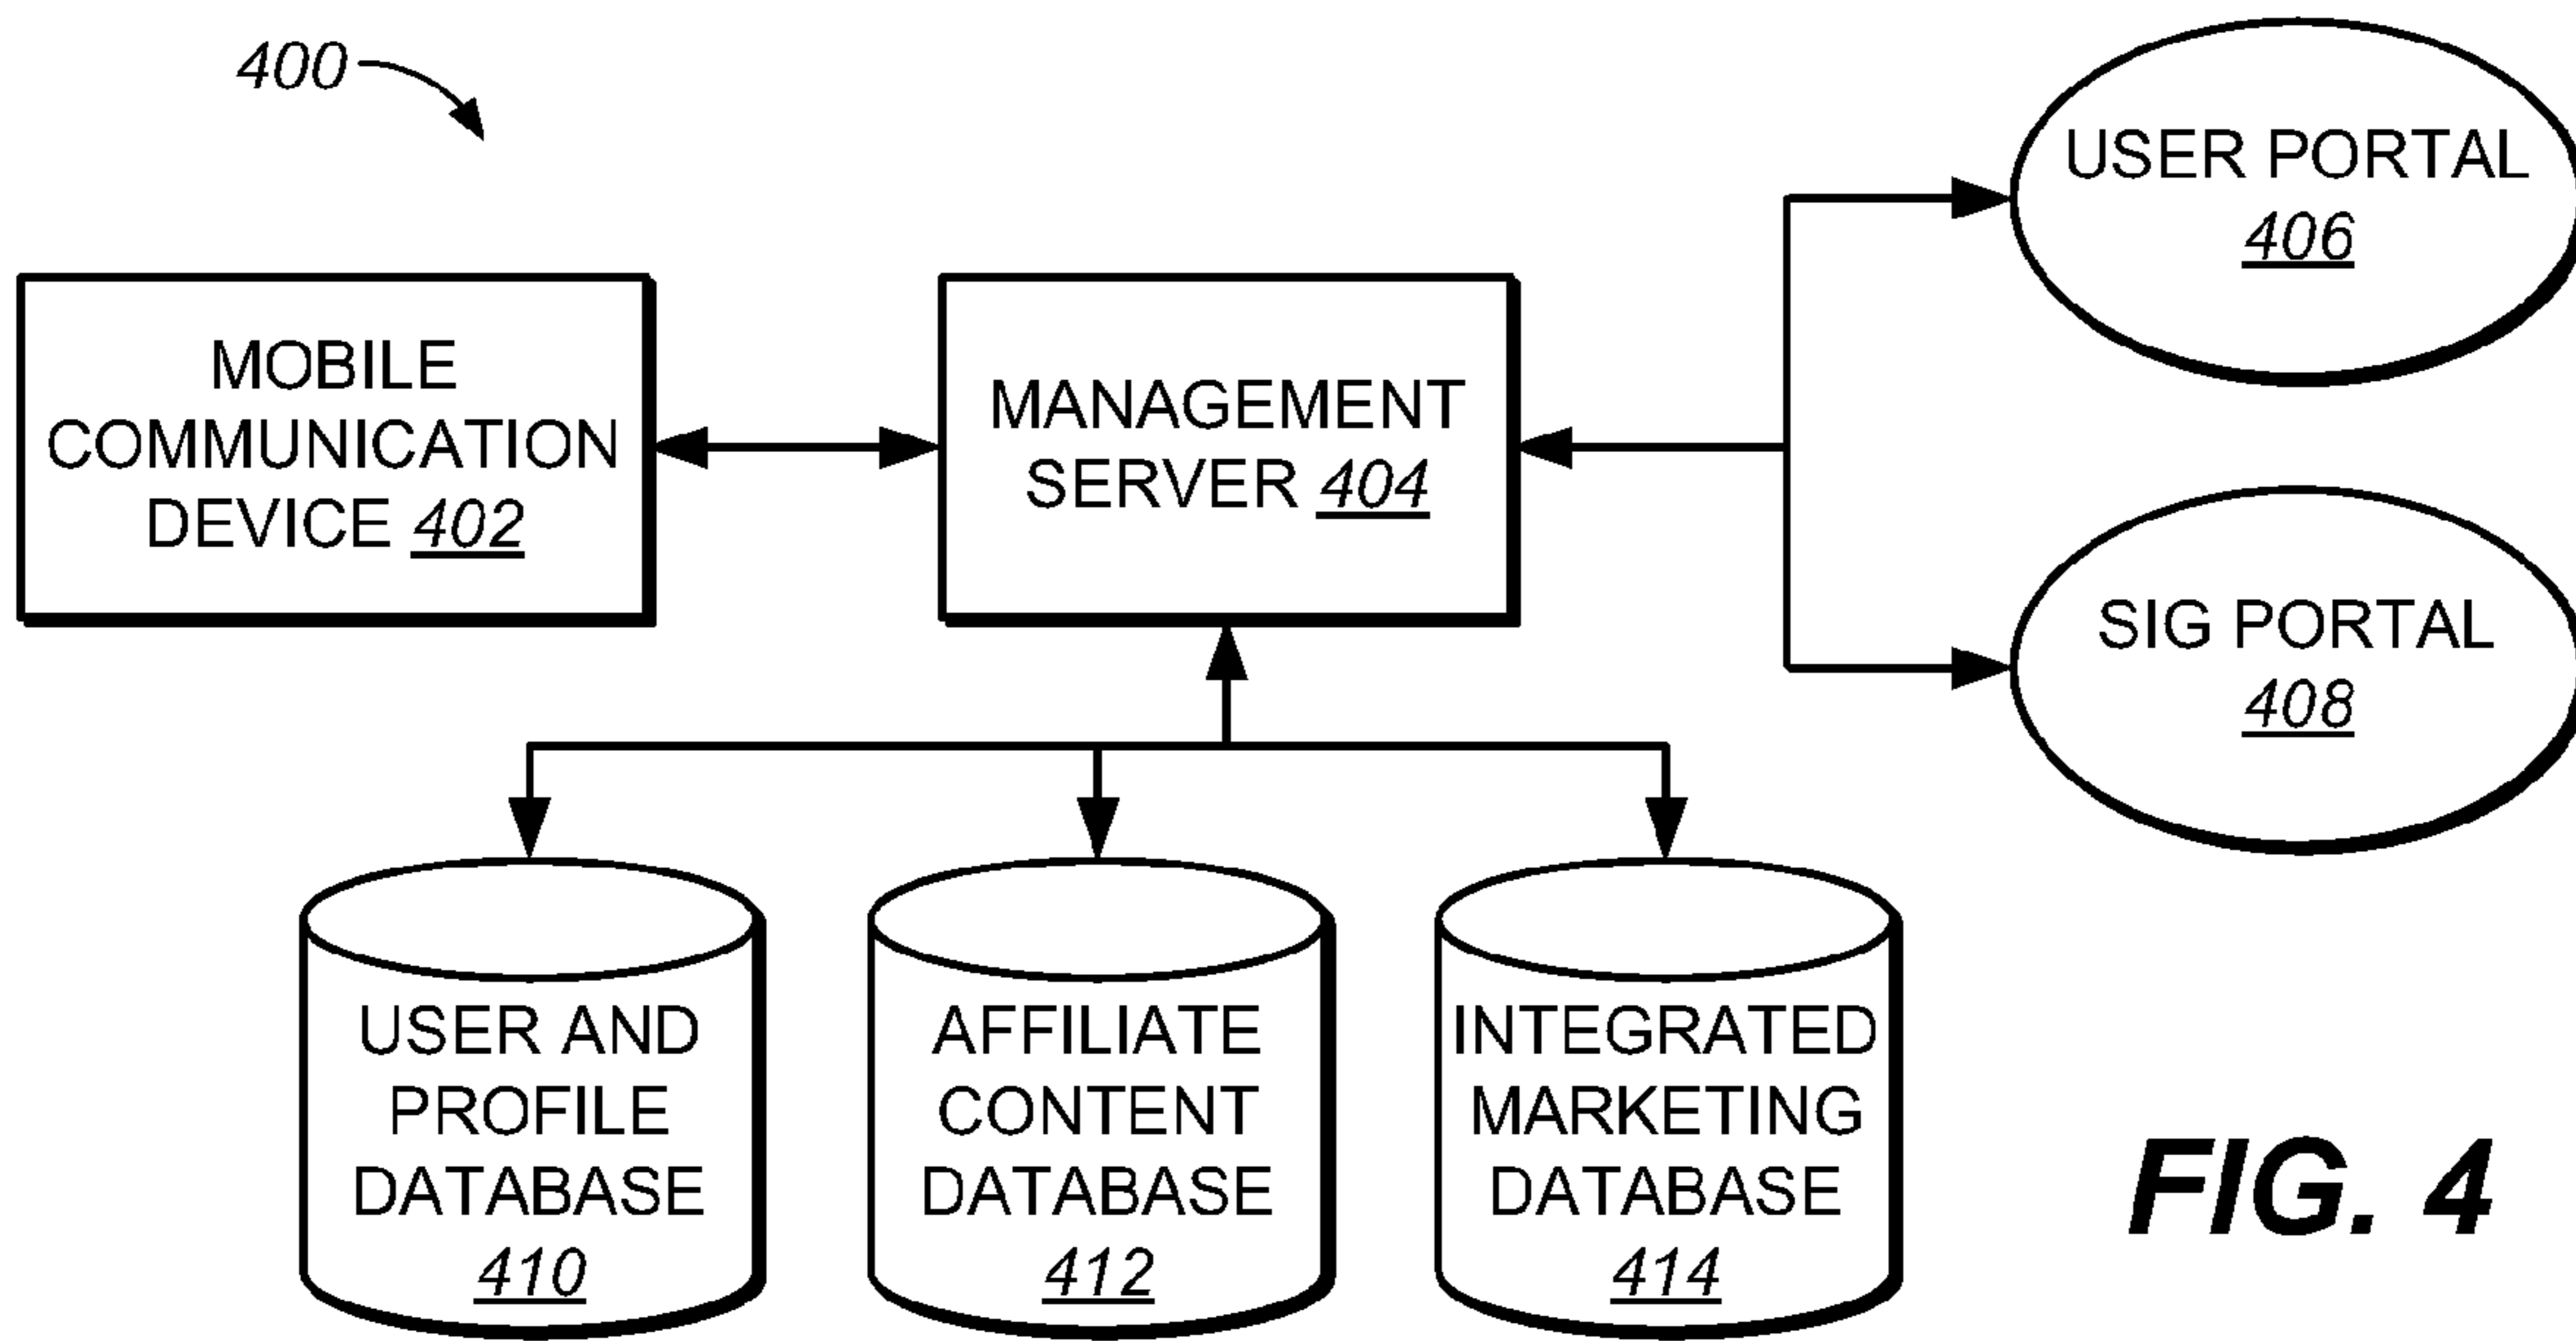 400
USER PORTAL
406
MOBILE
COMMUNICATION
DEVICE 402
MANAGEMENT
SERVER 404
SIG PORTAL
408
USER AND
PROFILE
DATABASE
410
AFFILIATE
CONTENT
DATABASE
412
INTEGRATED
MARKETING
DATABASE
414
FIG. 4